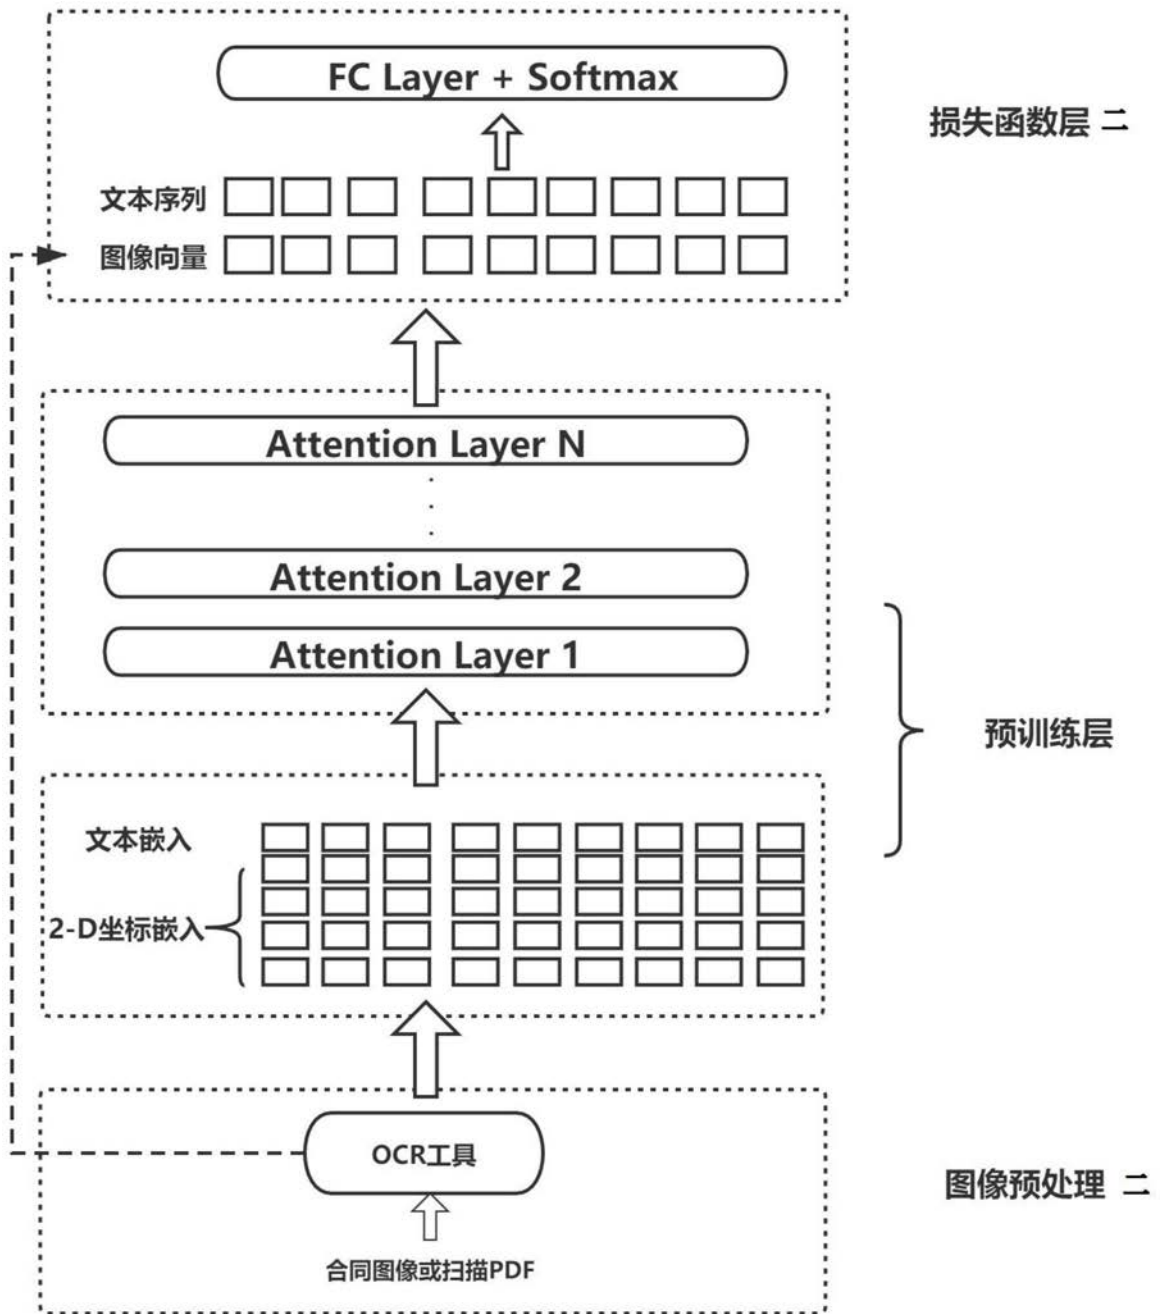 FC Layer + Softmax
损失函数层 二
文本序列
图像向量
Attention Layer N
Attention Layer 2
Attention Layer 1
预训练层
文本嵌入
2-D坐标嵌入
OCR工具
图像预处理 二
合同图像或扫描PDF